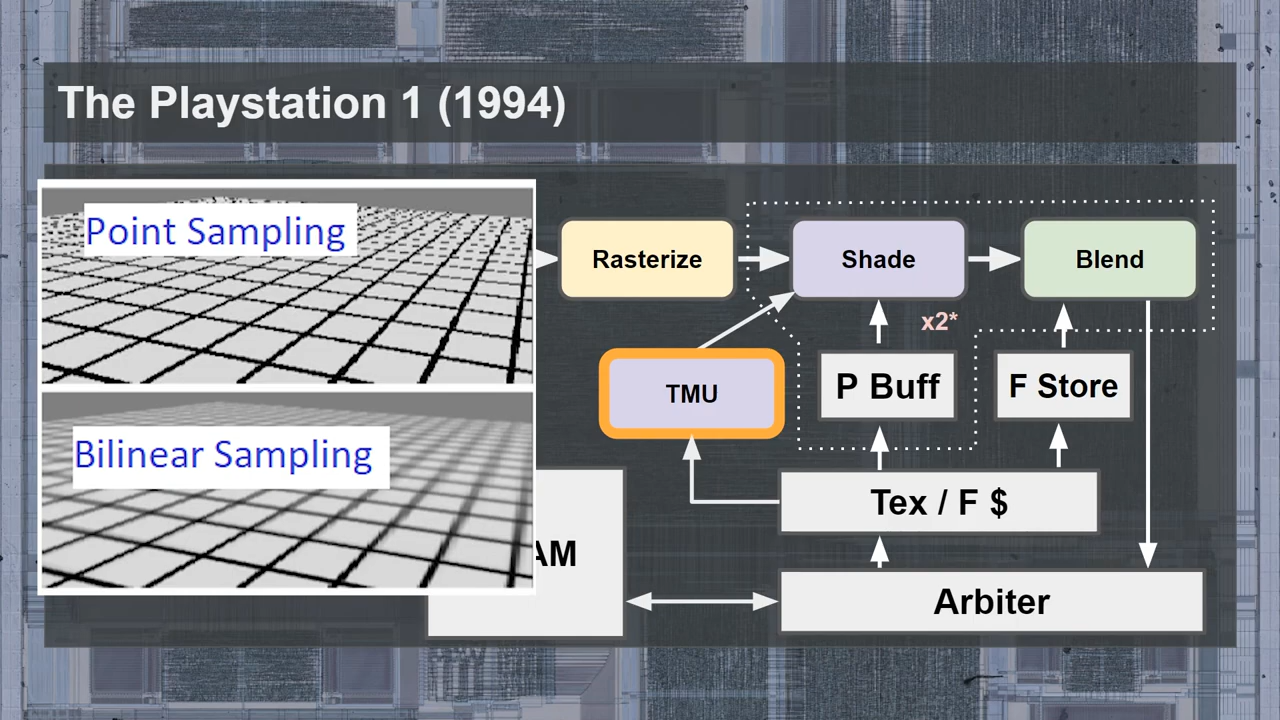 The Playstation 1 (1994)
Point Sampling
Bilinear Sampling
Rasterize
Shade
Blend
x2*
TMU
P Buff
F Store
Tex / F $
AM
Arbiter